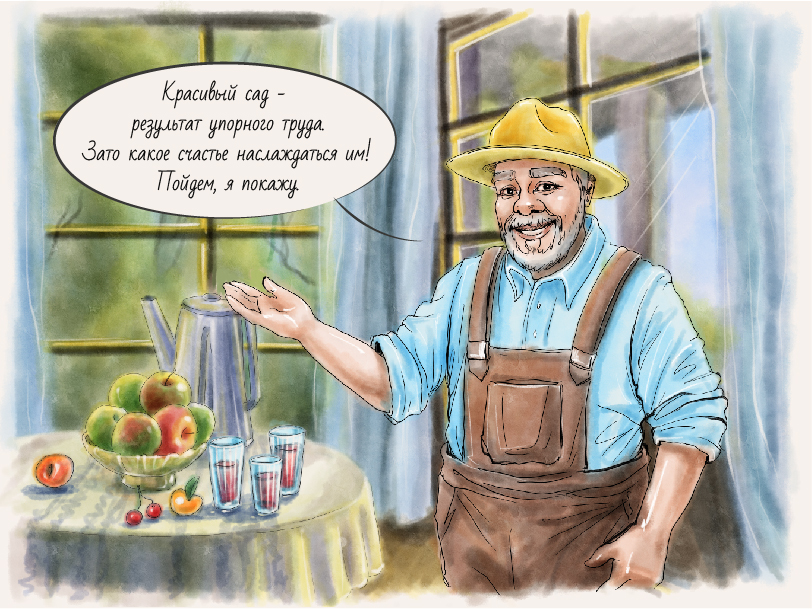 Красивый сад -
результат упорного труда.
Зато какое счастье наслаждаться им!
Пойдем, я покажу.